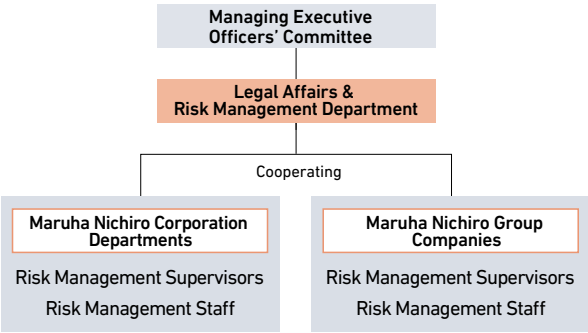 Managing Executive
Officers' Committee
Legal Affairs &
Risk Management Department
Cooperating
Maruha Nichiro Corporation
Departments
Risk Management Supervisors
Risk Management Staff
Maruha Nichiro Group
Companies
Risk Management Supervisors
Risk Management Staff